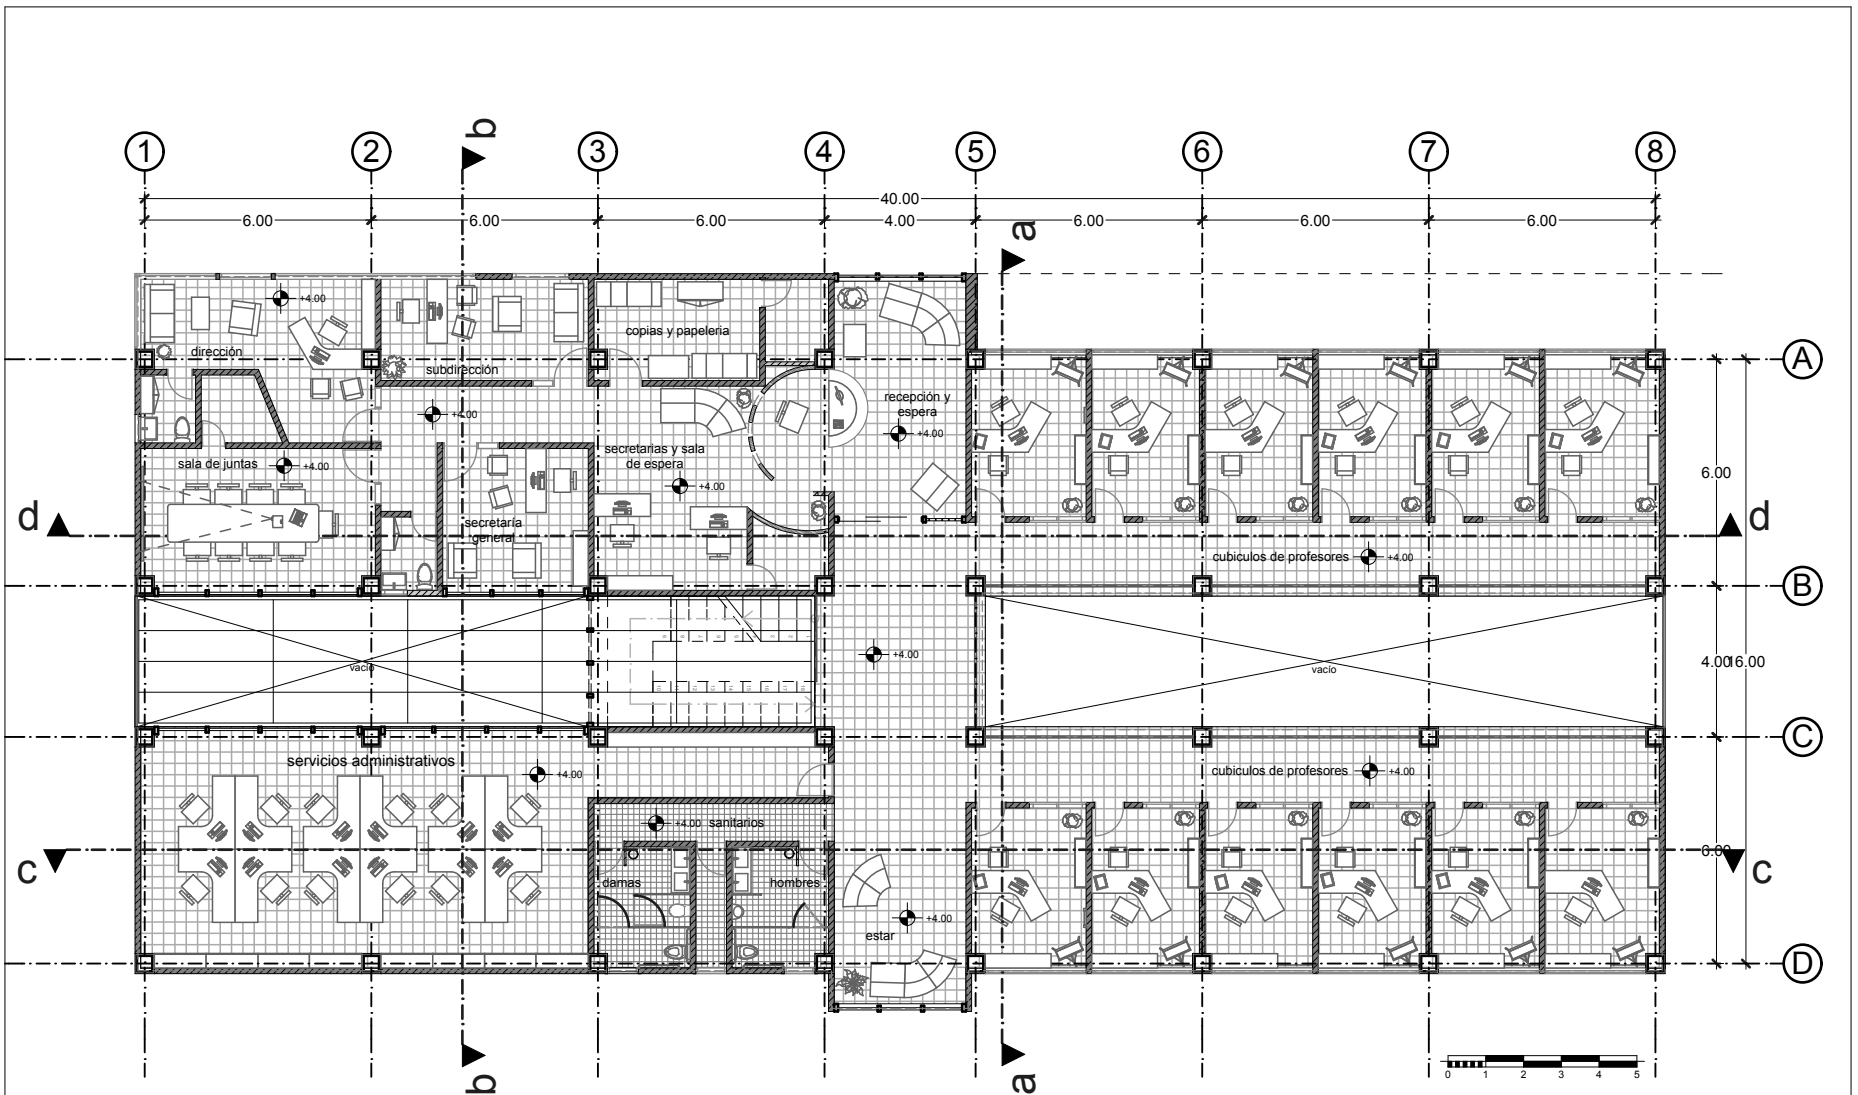 b
1
2
3
4
5
6
7
8
40.00
6.00
6.00
6.00
4.00
6.00
6.00
6.00
a
+4.00
copias y papeleria
dirección
subdirección
A
+4.00
recepción y
espera
+4.00
secretarias y sala
de espera
sala de juntas
+4.00
+4.00
6.00
d
secretaría
general
d
cubiculos de profesores
+4.00
B
+4.00
vacío
vacío
4.00
16.00
C
servicios administrativos
+4.00
cubiculos de profesores
+4.00
+4.00
sanitarios
6.00
c
c
damas
hombres
+4.00
estar
D
b
a
0
1
2
3
4
5